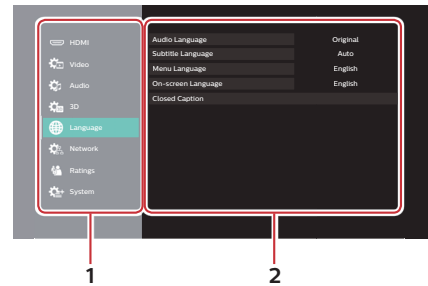 HDMI
Video
Audio
3D
Language
Network
Ratings
System
Audio Language Original
Subtitle Language Auto
Menu Language English
On-screen Language English
Closed Caption
1 2